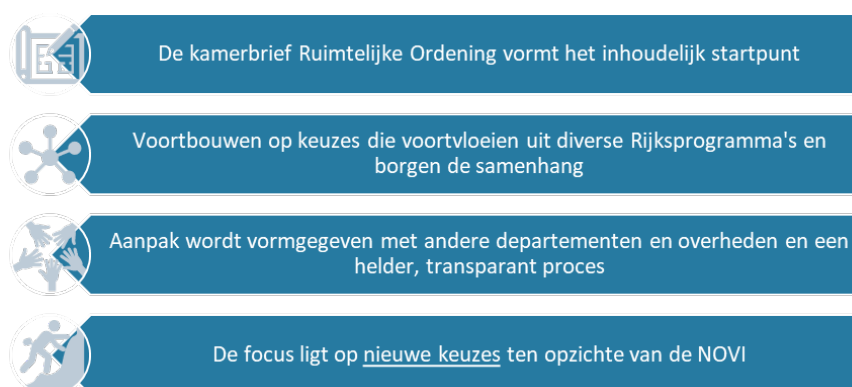 De kamerbrief Ruimtelijke Ordening vormt het inhoudelijk startpunt
Voortbouwen op keuzes die voortvloeien uit diverse Rijksprogramma's en
borgen de samenhang
Aanpak wordt vormgegeven met andere departementen en overheden en een
helder, transparant proces
De focus ligt op nieuwe keuzes ten opzichte van de NOVI